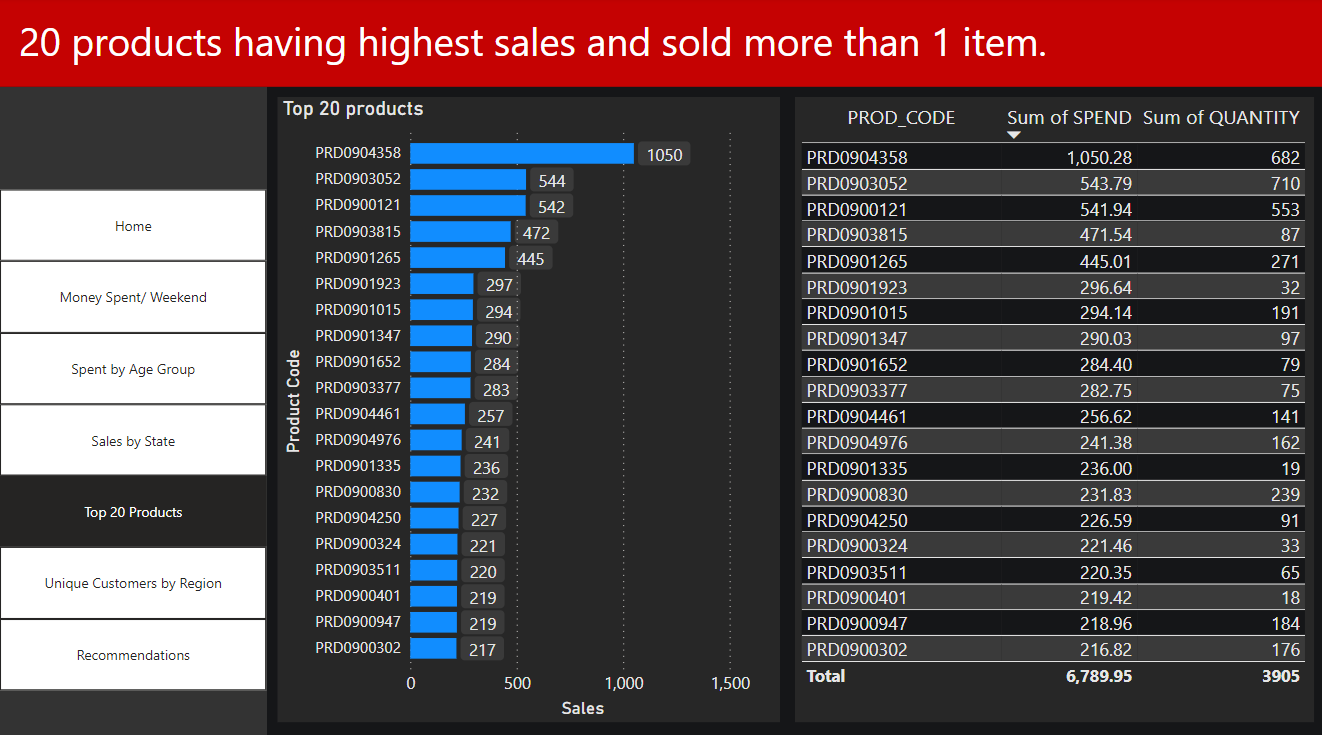 20 products having highest sales and sold more than 1 item.
Home
Money Spent/ Weekend
Spent by Age Group
Sales by State
Top 20 Products
Unique Customers by Region
Recommendations
Top 20 products
Product Code
PRD0904358 1050
PRD0903052 544
PRD0900121 542
PRD0903815 472
PRD0901265 445
PRD0901923 297
PRD0901015 294
PRD0901347 290
PRD0901652 284
PRD0903377 283
PRD0904461 257
PRD0904976 241
PRD0901335 236
PRD0900830 232
PRD0904250 227
PRD0900324 221
PRD0903511 220
PRD0900401 219
PRD0900947 219
PRD0900302 217
0 500 1,000 1,500
Sales
PROD_CODE Sum of SPEND Sum of QUANTITY
PRD0904358 1,050.28 682
PRD0903052 543.79 710
PRD0900121 541.94 553
PRD0903815 471.54 87
PRD0901265 445.01 271
PRD0901923 296.64 32
PRD0901015 294.14 191
PRD0901347 290.03 97
PRD0901652 284.40 79
PRD0903377 282.75 75
PRD0904461 256.62 141
PRD0904976 241.38 162
PRD0901335 236.00 19
PRD0900830 231.83 239
PRD0904250 226.59 91
PRD0900324 221.46 33
PRD0903511 220.35 65
PRD0900401 219.42 18
PRD0900947 218.96 184
PRD0900302 216.82 176
Total 6,789.95 3905